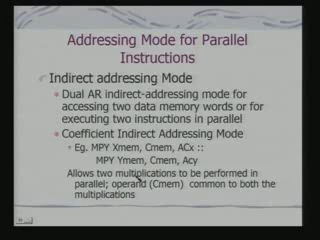 Addressing Mode for Parallel
Instructions
Indirect addressing Mode
Dual AR indirect-addressing mode for
accessing two data memory words or for
executing two instructions in parallel
Coefficient Indirect Addressing Mode
Eg. MPY Xmem, Cmem, ACx ::
MPY Ymem, Cmem, Acy
Allows two multiplications to be performed in
parallel; operand (Cmem) common to both the
multiplications